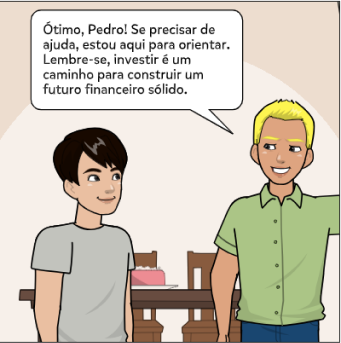 Ótimo, Pedro! Se precisar de
ajuda, estou aqui para orientar.
Lembre-se, investir é um
caminho para construir um
futuro financeiro sólido.